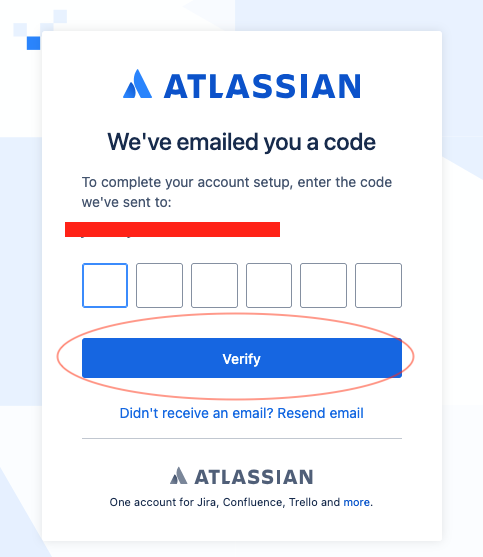 ATLASSIAN
We've emailed you a code
To complete your account setup, enter the code
we've sent to:
Verify
Didn't receive an email? Resend email
ATLASSIAN
One account for Jira, Confluence, Trello and more.